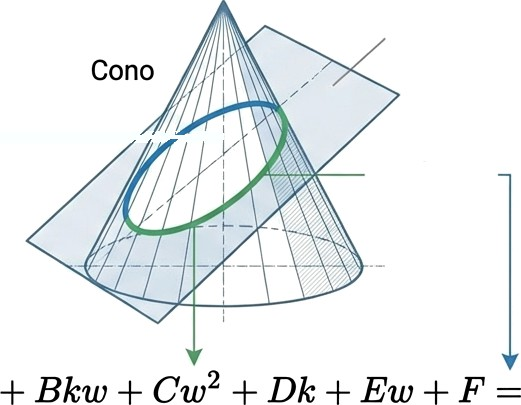 Cono
+ Bkw + Cw² + Dk + Ew + F =